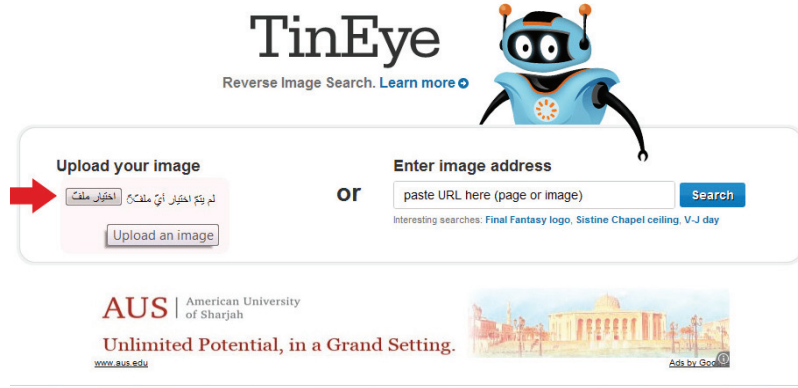 TinEye
Reverse Image Search. Learn more
Upload your image
اختيار ملفّ لم يتمّ اختيار أيّ ملفّ
Upload an image
or
Enter image address
paste URL here (page or image)
Search
Interesting searches: Final Fantasy logo, Sistine Chapel ceiling, V-J day
AUS | American University
of Sharjah
Unlimited Potential, in a Grand Setting.
www.aus.edu
Ads by